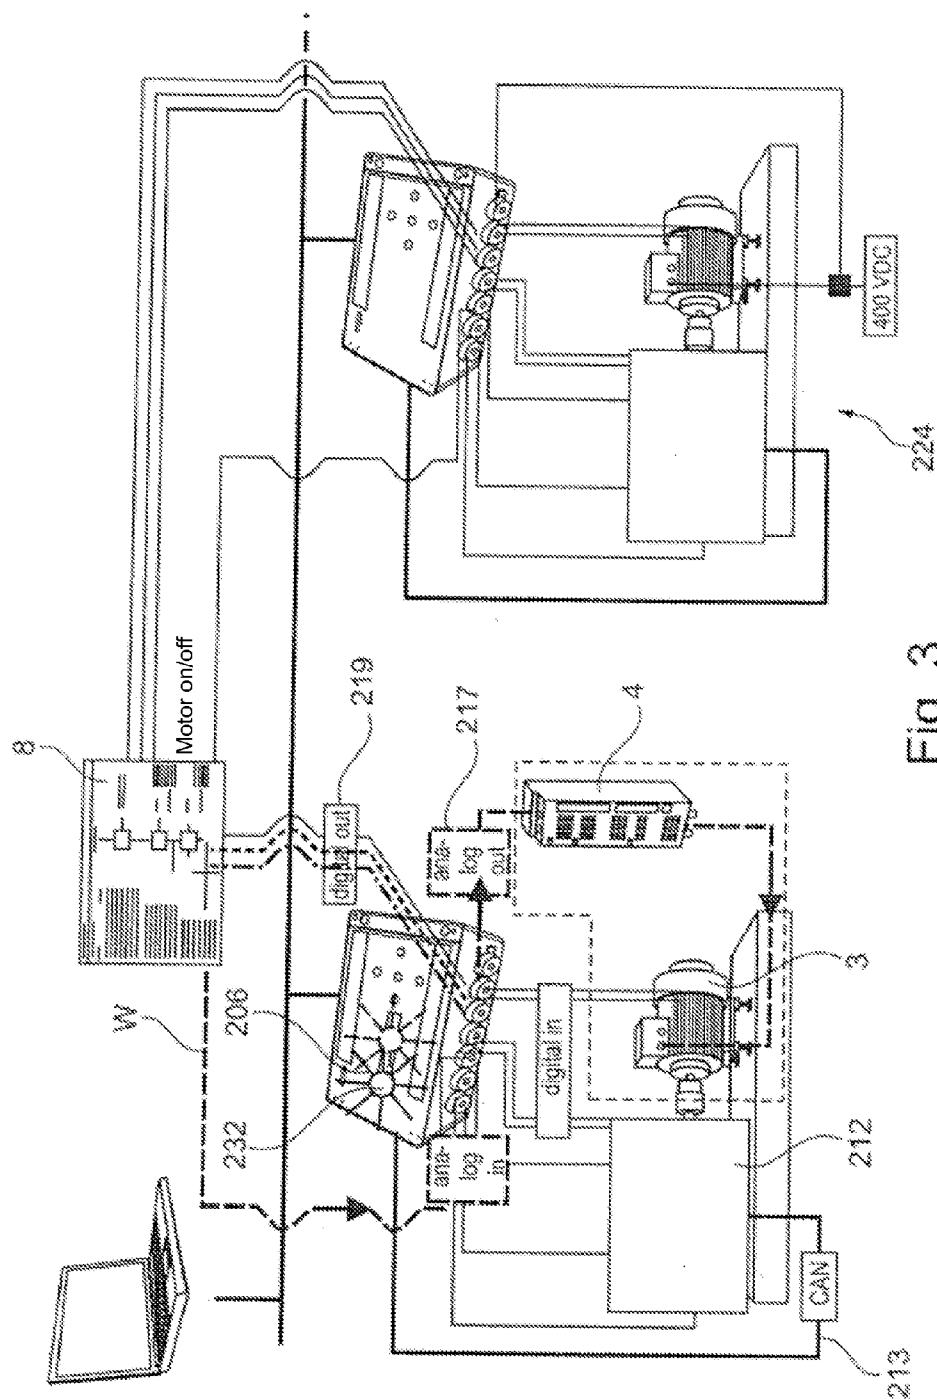 8
Motor on/off
W
206
232
219
digital out
217
ana-
log
out
4
ana-
log
in
digital in
3
212
CAN
213
400 VDC
224
Fig. 3